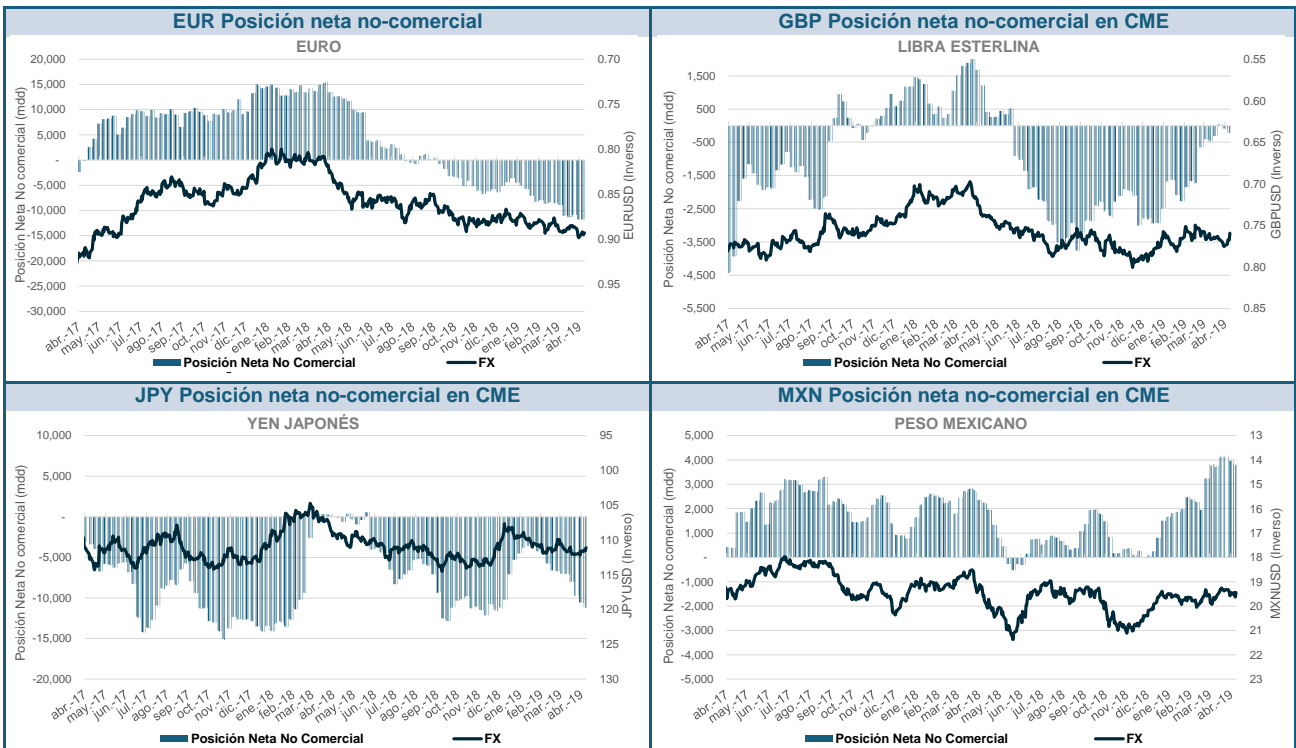 EUR Posición neta no-comercial
EURO
Posición Neta No comercial (mdd)
20,000
15,000
10,000
5,000
-
-5,000
-10,000
-15,000
-20,000
-25,000
-30,000
0.70
0.75
0.80
0.85
0.90
0.95
EURUSD (Inverso)
abr.-17
may.-17
jun.-17
jul.-17
ago.-17
sep.-17
oct.-17
nov.-17
dic.-17
ene.-18
feb.-18
mar.-18
abr.-18
may.-18
jun.-18
jul.-18
ago.-18
sep.-18
oct.-18
nov.-18
dic.-18
ene.-19
feb.-19
mar.-19
abr.-19
Posición Neta No Comercial
FX
GBP Posición neta no-comercial en CME
LIBRA ESTERLINA
Posición Neta No comercial (mdd)
1,500
500
-500
-1,500
-2,500
-3,500
-4,500
-5,500
0.55
0.60
0.65
0.70
0.75
0.80
0.85
GBPUSD (Inverso)
abr.-17
may.-17
jun.-17
jul.-17
ago.-17
sep.-17
oct.-17
nov.-17
dic.-17
ene.-18
feb.-18
mar.-18
abr.-18
may.-18
jun.-18
jul.-18
ago.-18
sep.-18
oct.-18
nov.-18
dic.-18
ene.-19
feb.-19
mar.-19
abr.-19
Posición Neta No Comercial
FX
JPY Posición neta no-comercial en CME
YEN JAPONÉS
Posición Neta No comercial (mdd)
10,000
5,000
-
-5,000
-10,000
-15,000
-20,000
95
100
105
110
115
120
125
130
JPYUSD (Inverso)
abr.-17
may.-17
jun.-17
jul.-17
ago.-17
sep.-17
oct.-17
nov.-17
dic.-17
ene.-18
feb.-18
mar.-18
abr.-18
may.-18
jun.-18
jul.-18
ago.-18
sep.-18
oct.-18
nov.-18
dic.-18
ene.-19
feb.-19
mar.-19
abr.-19
Posición Neta No Comercial
FX
MXN Posición neta no-comercial en CME
PESO MEXICANO
Posición Neta No comercial (mdd)
5,000
4,000
3,000
2,000
1,000
-
-1,000
-2,000
-3,000
-4,000
-5,000
13
14
15
16
17
18
19
20
21
22
23
MXNUSD (Inverso)
abr.-17
may.-17
jun.-17
jul.-17
ago.-17
sep.-17
oct.-17
nov.-17
dic.-17
ene.-18
feb.-18
mar.-18
abr.-18
may.-18
jun.-18
jul.-18
ago.-18
sep.-18
oct.-18
nov.-18
dic.-18
ene.-19
feb.-19
mar.-19
abr.-19
Posición Neta No Comercial
FX